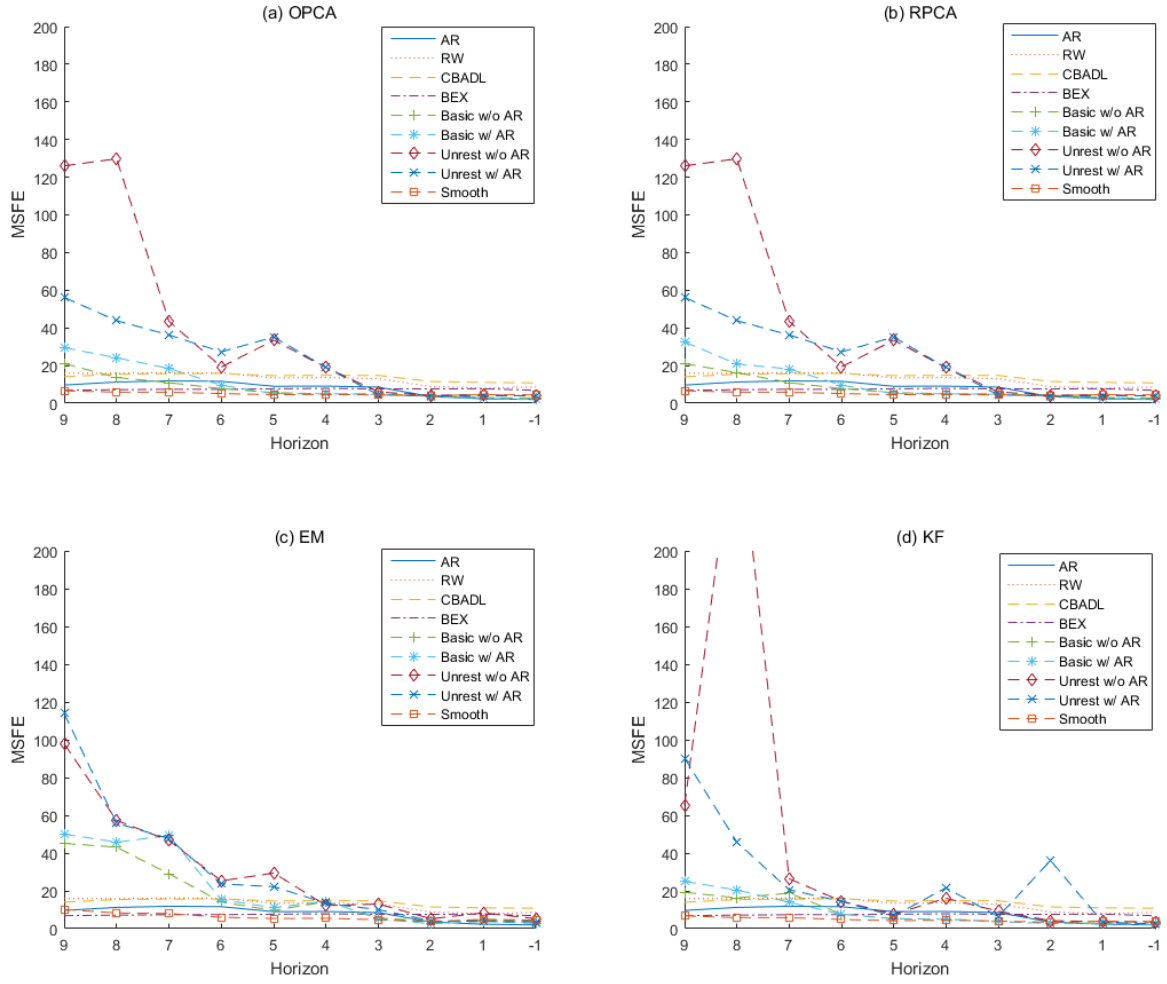 (a) OPCA
MSFE
200
180
160
140
120
100
80
60
40
20
0
AR
RW
CBADL
BEX
Basic w/o AR
Basic w/ AR
Unrest w/o AR
Unrest w/ AR
Smooth
9 8 7 6 5 4 3 2 1 -1
Horizon
(b) RPCA
MSFE
200
180
160
140
120
100
80
60
40
20
0
AR
RW
CBADL
BEX
Basic w/o AR
Basic w/ AR
Unrest w/o AR
Unrest w/ AR
Smooth
9 8 7 6 5 4 3 2 1 -1
Horizon
(c) EM
MSFE
200
180
160
140
120
100
80
60
40
20
0
AR
RW
CBADL
BEX
Basic w/o AR
Basic w/ AR
Unrest w/o AR
Unrest w/ AR
Smooth
9 8 7 6 5 4 3 2 1 -1
Horizon
(d) KF
MSFE
200
180
160
140
120
100
80
60
40
20
0
AR
RW
CBADL
BEX
Basic w/o AR
Basic w/ AR
Unrest w/o AR
Unrest w/ AR
Smooth
9 8 7 6 5 4 3 2 1 -1
Horizon